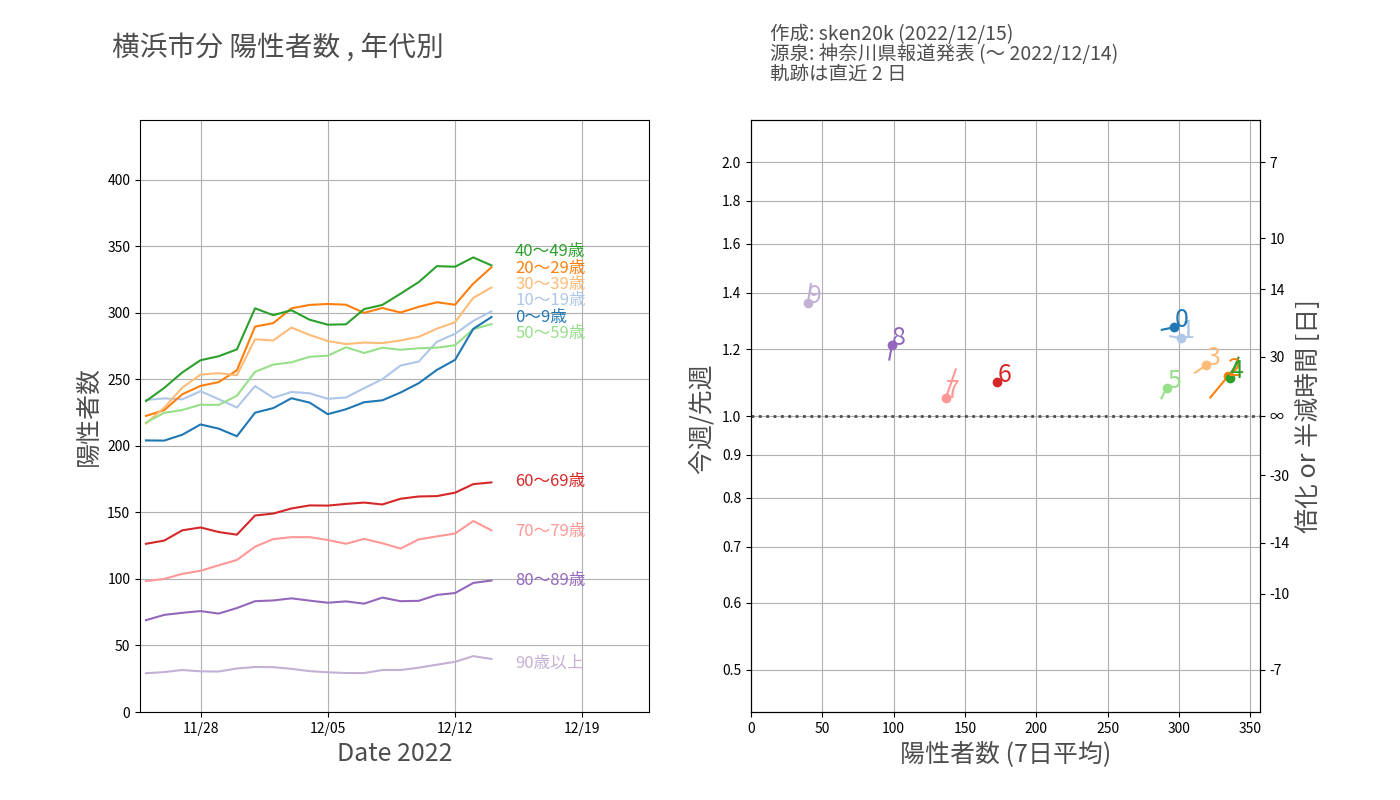 横浜市分 陽性者数 , 年代別
作成: sken20k (2022/12/15)
源泉: 神奈川県報道発表 (〜 2022/12/14)
軌跡は直近 2 日
陽性者数
400
350
300
250
200
150
100
50
0
40〜49歳
20〜29歳
30〜39歳
10〜19歳
0〜9歳
50〜59歳
60〜69歳
70〜79歳
80〜89歳
90歳以上
11/28
12/05
12/12
12/19
Date 2022
今週/先週
2.0
1.8
1.6
1.4
1.2
1.0
0.9
0.8
0.7
0.6
0.5
9
8
7
6
5
0
1
3
2
4
7
10
14
30
∞
-30
-14
-10
-7
倍化 or 半減時間 [日]
0
50
100
150
200
250
300
350
陽性者数 (7日平均)